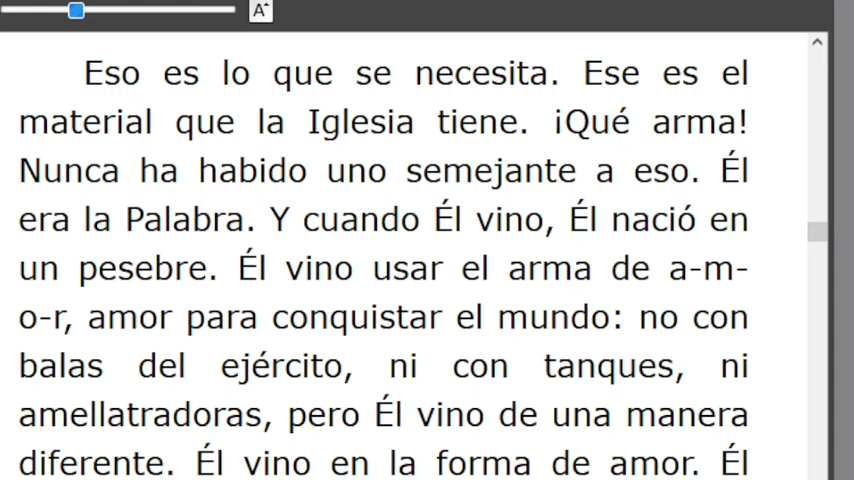 A^
Eso es lo que se necesita. Ese es el
material que la Iglesia tiene. ¡Qué arma!
Nunca ha habido uno semejante a eso. Él
era la Palabra. Y cuando Él vino, Él nació en
un pesebre. Él vino usar el arma de a-m-
o-r, amor para conquistar el mundo: no con
balas del ejército, ni con tanques, ni
amellatradoras, pero Él vino de una manera
diferente. Él vino en la forma de amor. Él